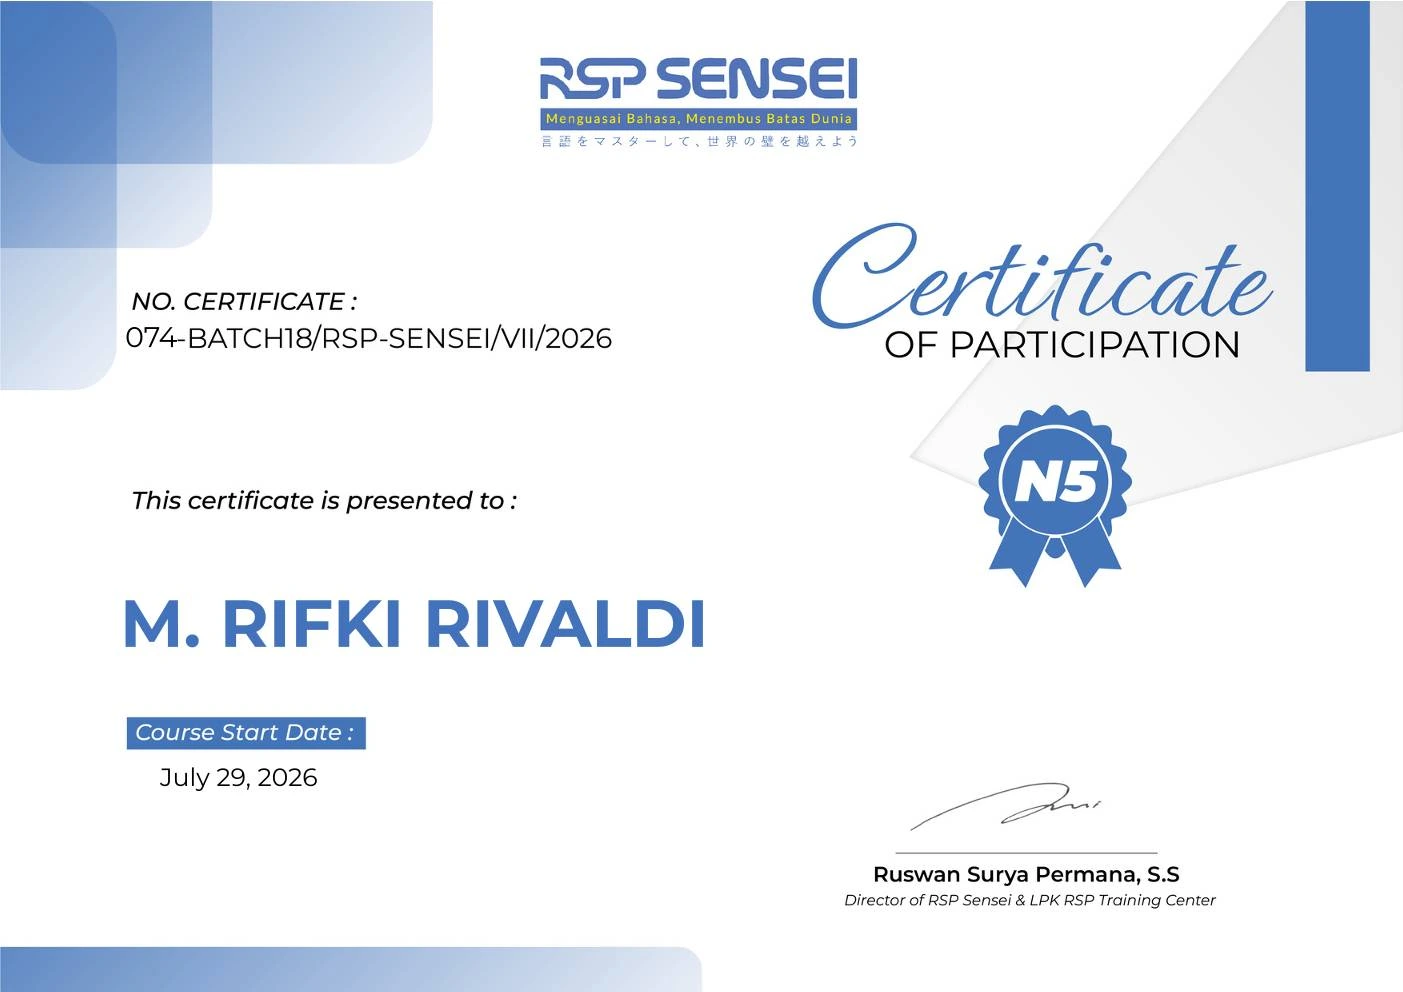 RSP SENSEI
Menguasai Bahasa, Menembus Batas Dunia
言語をマスターして、世界の壁を越えよう
Certificate
OF PARTICIPATION
NO. CERTIFICATE :
074-BATCH18/RSP-SENSEI/VII/2026
N5
This certificate is presented to :
M. RIFKI RIVALDI
Course Start Date :
July 29, 2026
Ruswan Surya Permana, S.S
Director of RSP Sensei & LPK RSP Training Center